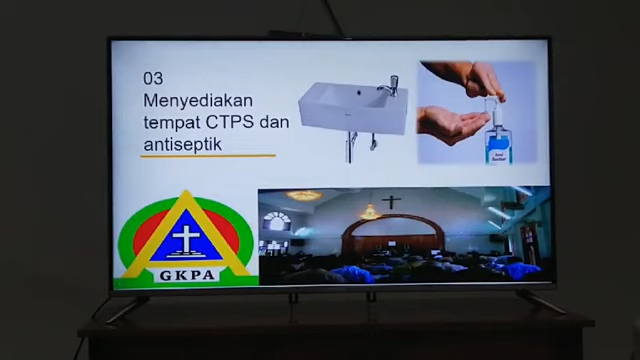 03
Menyediakan
tempat CTPS dan
antiseptik
GKPA